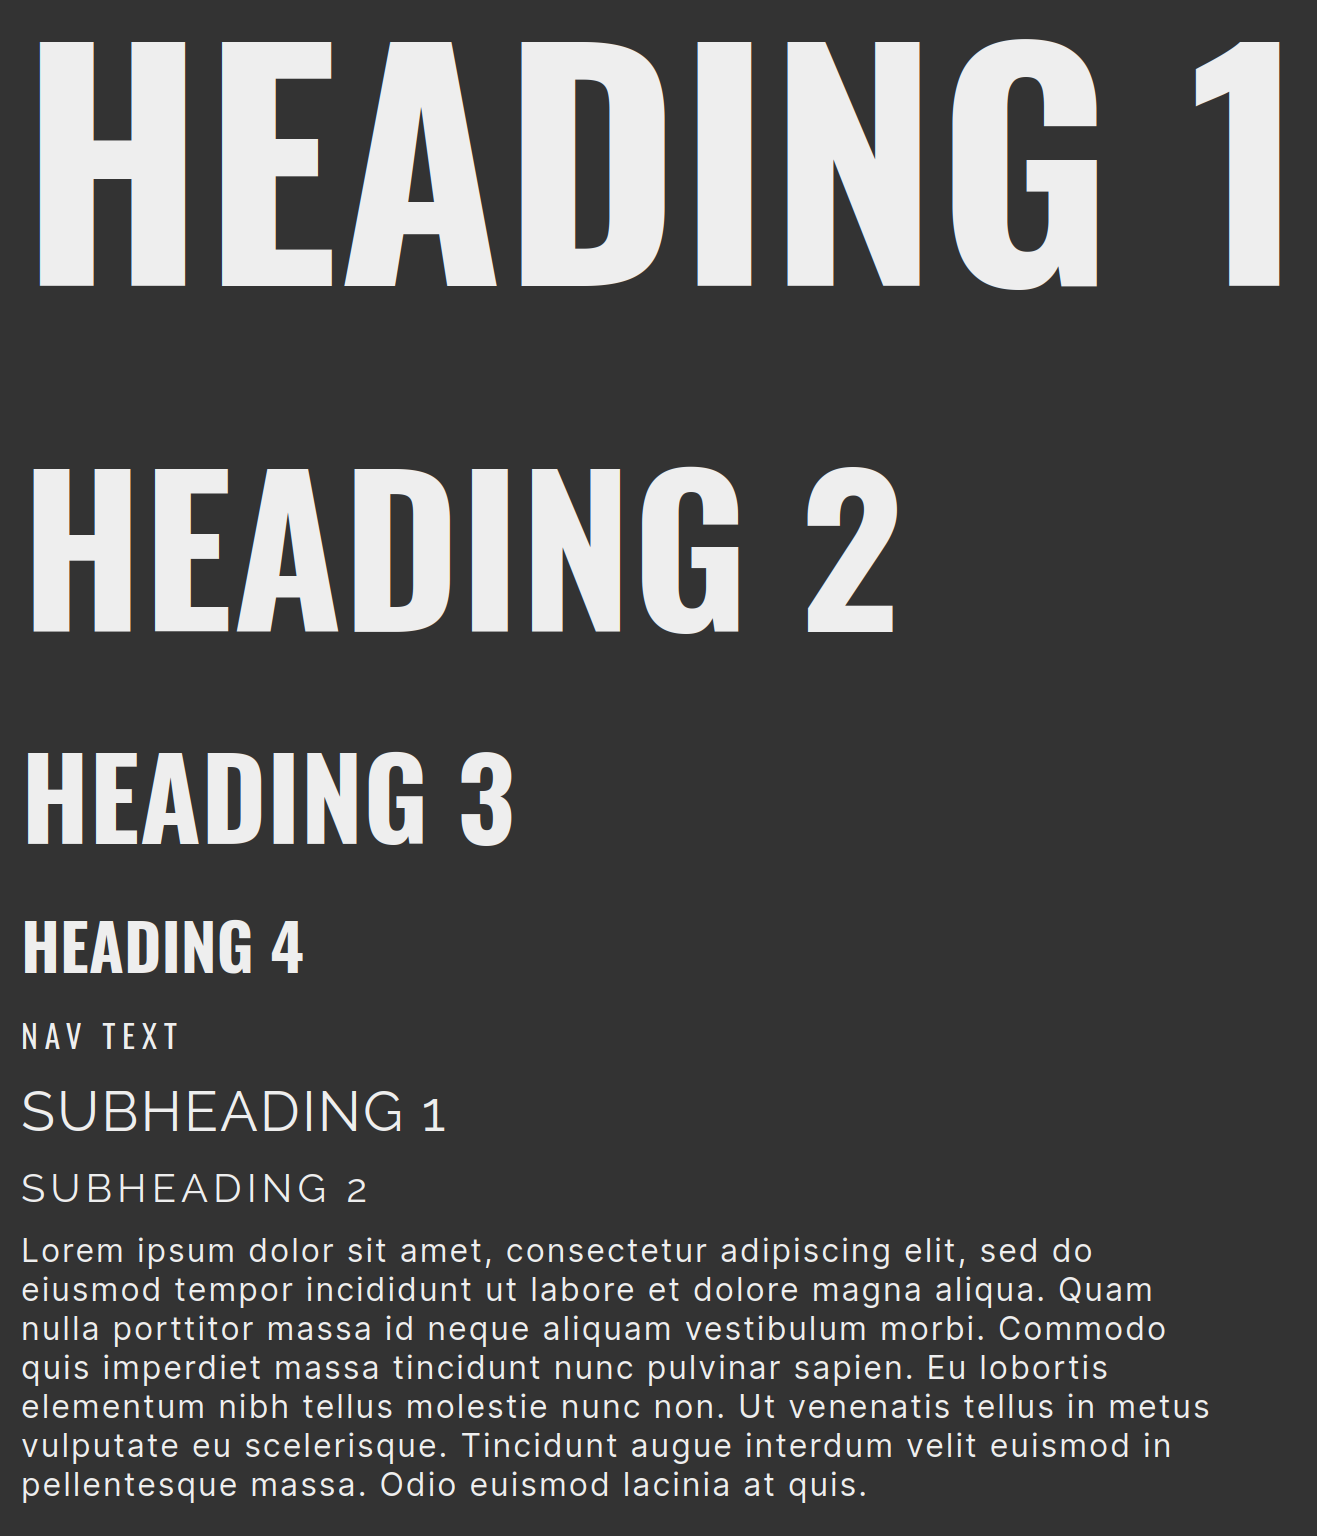 HEADING 1
HEADING 2
HEADING 3
HEADING 4
NAV TEXT
SUBHEADING 1
SUBHEADING 2
Lorem ipsum dolor sit amet, consectetur adipiscing elit, sed do
eiusmod tempor incididunt ut labore et dolore magna aliqua. Quam
nulla porttitor massa id neque aliquam vestibulum morbi. Commodo
quis imperdiet massa tincidunt nunc pulvinar sapien. Eu lobortis
elementum nibh tellus molestie nunc non. Ut venenatis tellus in metus
vulputate eu scelerisque. Tincidunt augue interdum velit euismod in
pellentesque massa. Odio euismod lacinia at quis.